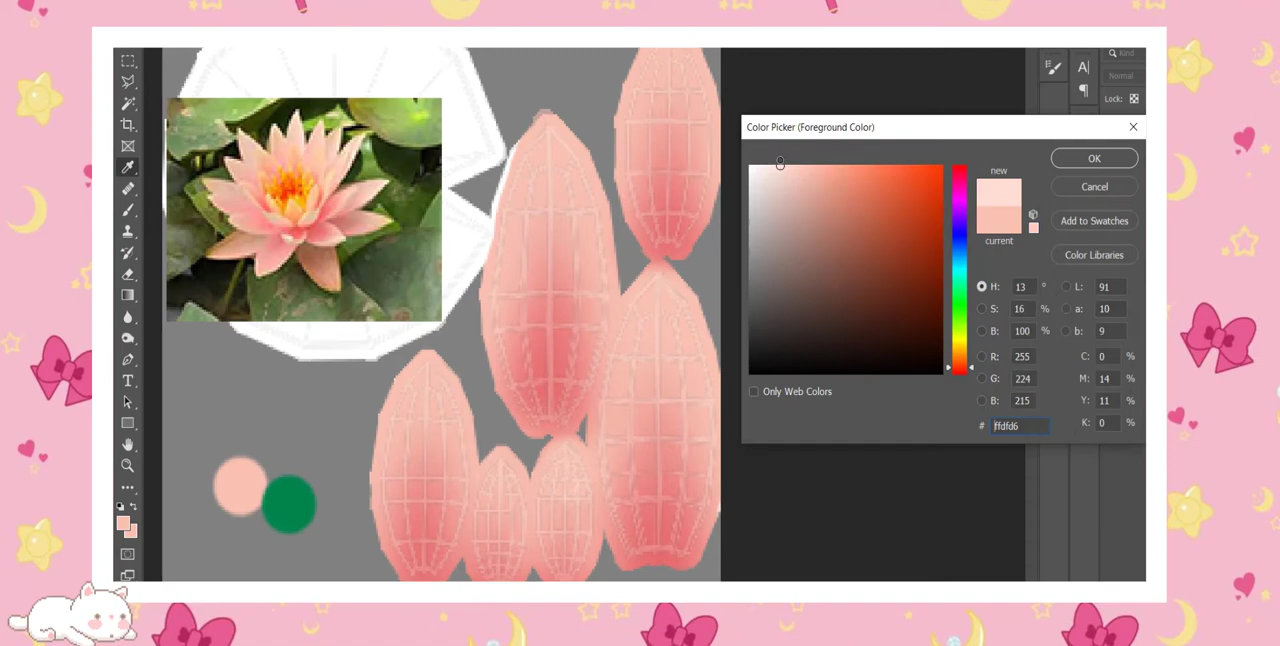 Kind
A|
Normal
Lock:
Color Picker (Foreground Color)
OK
new
Cancel
Add to Swatches
current
Color Libraries
H: 13 °
L: 91
S: 16 %
a: 10
B: 100 %
b: 9
R: 255
C: 0 %
G: 224
M: 14 %
Only Web Colors
B: 215
Y: 11 %
# ffdfd6
K: 0 %
T